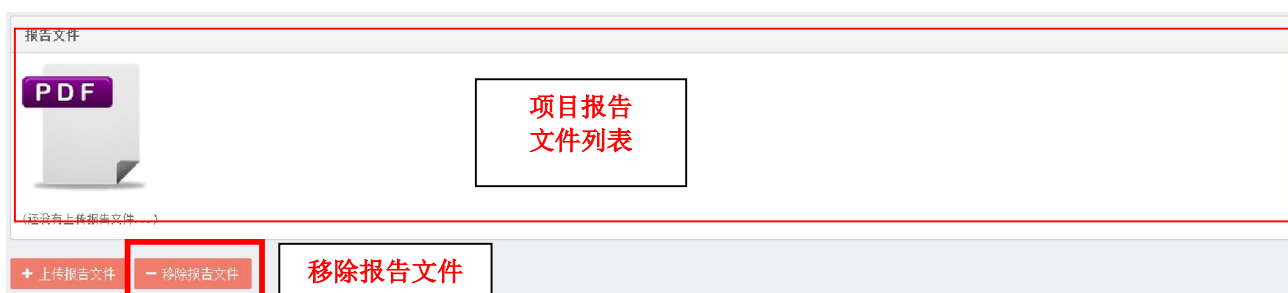 报告文件
PDF
项目报告
文件列表
(还没有上传报告文件...)
+ 上传报告文件
- 移除报告文件
移除报告文件